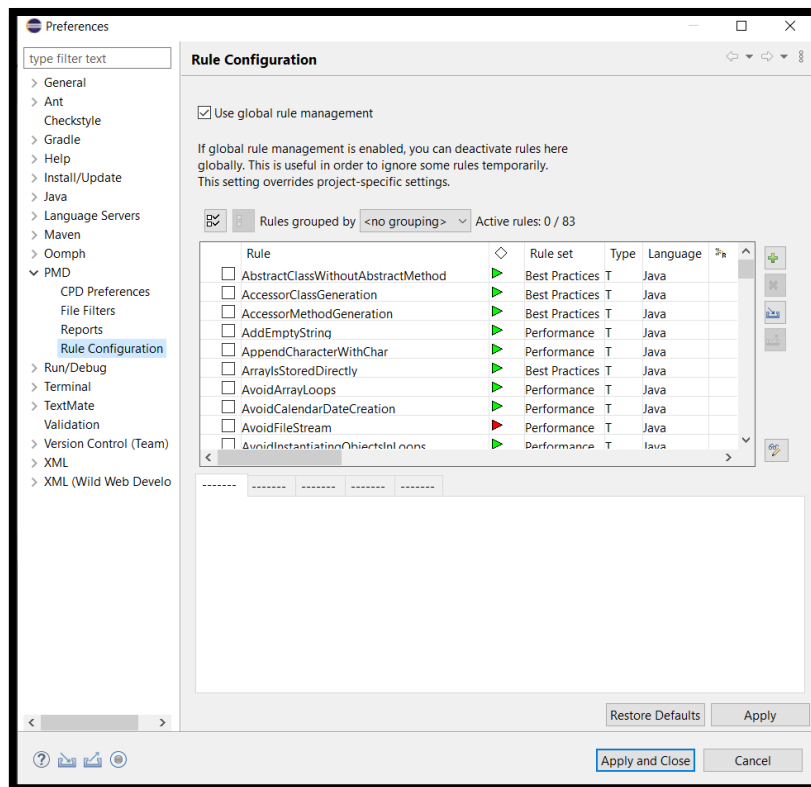 Preferences
type filter text
General
Ant
Checkstyle
Gradle
Help
Install/Update
Java
Language Servers
Maven
Oomph
PMD
CPD Preferences
File Filters
Reports
Rule Configuration
Run/Debug
Terminal
TextMate
Validation
Version Control (Team)
XML
XML (Wild Web Develo
Rule Configuration
Use global rule management
If global rule management is enabled, you can deactivate rules here
globally. This is useful in order to ignore some rules temporarily.
This setting overrides project-specific settings.
Rules grouped by <no grouping> Active rules: 0 / 83
Rule Rule set Type Language
AbstractClassWithoutAbstractMethod Best Practices T Java
AccessorClassGeneration Best Practices T Java
AccessorMethodGeneration Best Practices T Java
AddEmptyString Performance T Java
AppendCharacterWithChar Performance T Java
ArrayIsStoredDirectly Best Practices T Java
AvoidArrayLoops Performance T Java
AvoidCalendarDateCreation Performance T Java
AvoidFileStream Performance T Java
AvoidInstantiatingObjectsInLoops Performance T Java
------- ------- ------- ------- -------
Restore Defaults Apply
Apply and Close Cancel